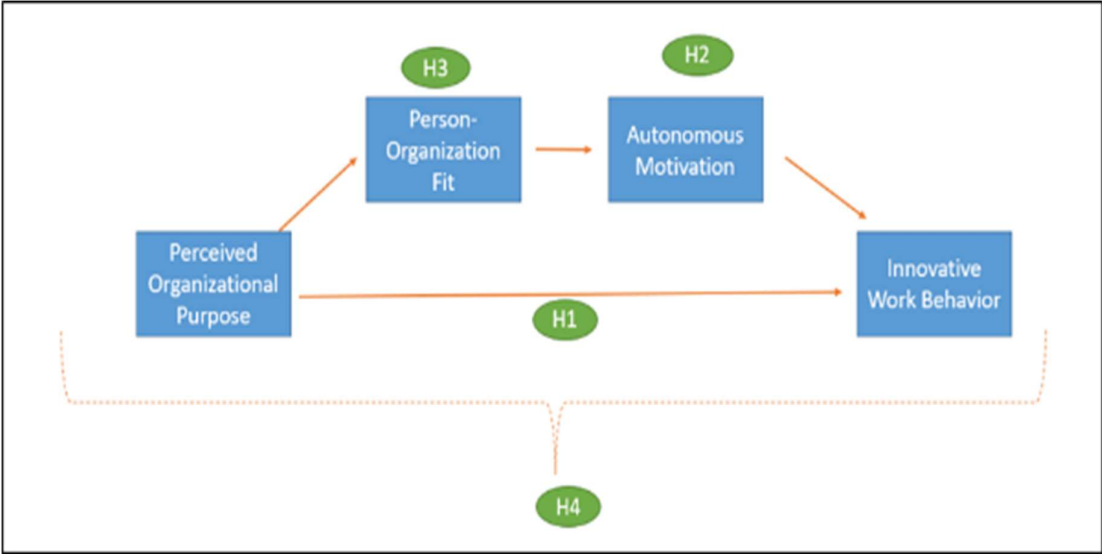 H3
H2
Person-
Organization
Fit
Autonomous
Motivation
Perceived
Organizational
Purpose
Innovative
Work Behavior
H1
H4